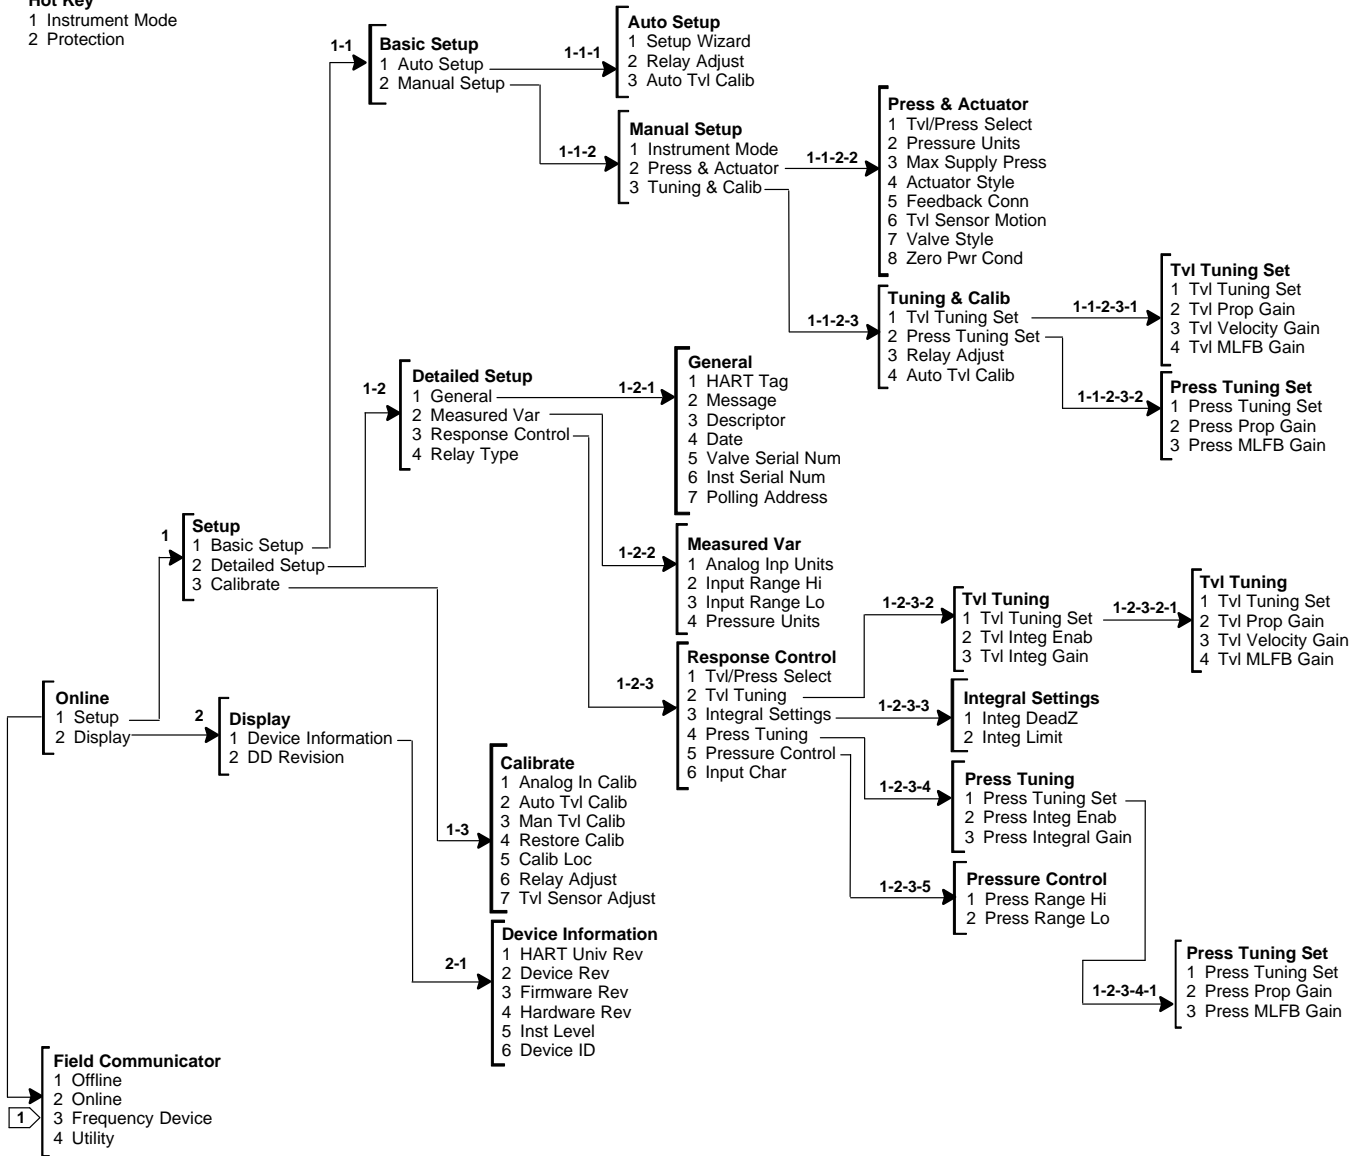 Hot Key
1 Instrument Mode
2 Protection
1-1
Basic Setup
1 Auto Setup
2 Manual Setup
1-1-1
Auto Setup
1 Setup Wizard
2 Relay Adjust
3 Auto Tvl Calib
1-1-2
Manual Setup
1 Instrument Mode
2 Press & Actuator
3 Tuning & Calib
1-1-2-2
Press & Actuator
1 Tvl/Press Select
2 Pressure Units
3 Max Supply Press
4 Actuator Style
5 Feedback Conn
6 Tvl Sensor Motion
7 Valve Style
8 Zero Pwr Cond
1-1-2-3
Tuning & Calib
1 Tvl Tuning Set
2 Press Tuning Set
3 Relay Adjust
4 Auto Tvl Calib
1-1-2-3-1
Tvl Tuning Set
1 Tvl Tuning Set
2 Tvl Prop Gain
3 Tvl Velocity Gain
4 Tvl MLFB Gain
1-1-2-3-2
Press Tuning Set
1 Press Tuning Set
2 Press Prop Gain
3 Press MLFB Gain
1-2
Detailed Setup
1 General
2 Measured Var
3 Response Control
4 Relay Type
1-2-1
General
1 HART Tag
2 Message
3 Descriptor
4 Date
5 Valve Serial Num
6 Inst Serial Num
7 Polling Address
1
Setup
1 Basic Setup
2 Detailed Setup
3 Calibrate
1-2-2
Measured Var
1 Analog Inp Units
2 Input Range Hi
3 Input Range Lo
4 Pressure Units
1-2-3
Response Control
1 Tvl/Press Select
2 Tvl Tuning
3 Integral Settings
4 Press Tuning
5 Pressure Control
6 Input Char
1-2-3-2
Tvl Tuning
1 Tvl Tuning Set
2 Tvl Integ Enab
3 Tvl Integ Gain
1-2-3-2-1
Tvl Tuning
1 Tvl Tuning Set
2 Tvl Prop Gain
3 Tvl Velocity Gain
4 Tvl MLFB Gain
1-2-3-3
Integral Settings
1 Integ DeadZ
2 Integ Limit
1-2-3-4
Press Tuning
1 Press Tuning Set
2 Press Integ Enab
3 Press Integral Gain
1-2-3-5
Pressure Control
1 Press Range Hi
2 Press Range Lo
1-2-3-4-1
Press Tuning Set
1 Press Tuning Set
2 Press Prop Gain
3 Press MLFB Gain
Online
1 Setup
2 Display
2
Display
1 Device Information
2 DD Revision
1-3
Calibrate
1 Analog In Calib
2 Auto Tvl Calib
3 Man Tvl Calib
4 Restore Calib
5 Calib Loc
6 Relay Adjust
7 Tvl Sensor Adjust
2-1
Device Information
1 HART Univ Rev
2 Device Rev
3 Firmware Rev
4 Hardware Rev
5 Inst Level
6 Device ID
Field Communicator
1 Offline
2 Online
1
3 Frequency Device
4 Utility